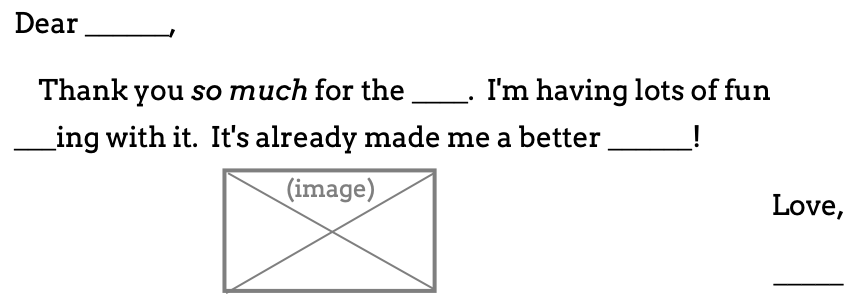 Dear ______,
Thank you so much for the ____. I'm having lots of fun
___ing with it. It's already made me a better ______!
(image)
Love,
_____